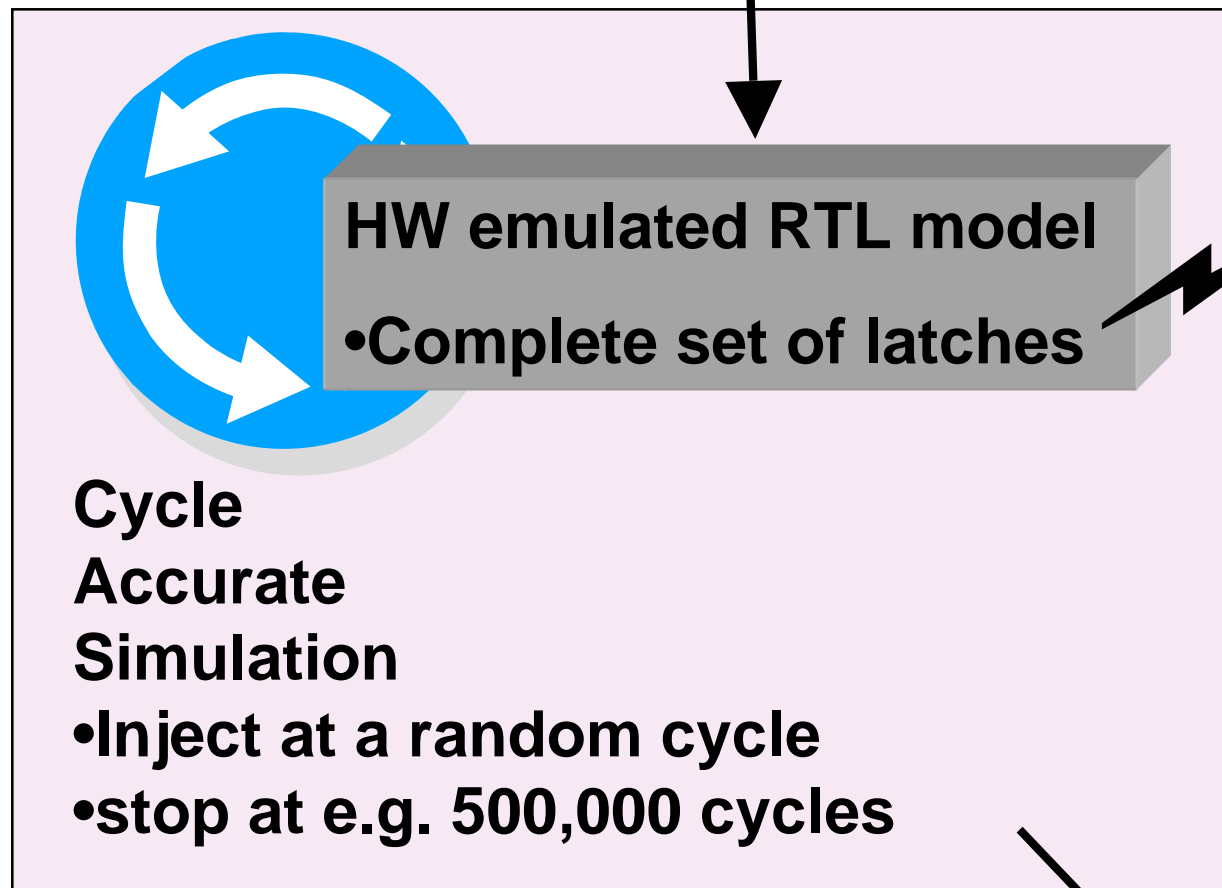 HW emulated RTL model
•Complete set of latches
Cycle
Accurate
Simulation
•Inject at a random cycle
•stop at e.g. 500,000 cycles